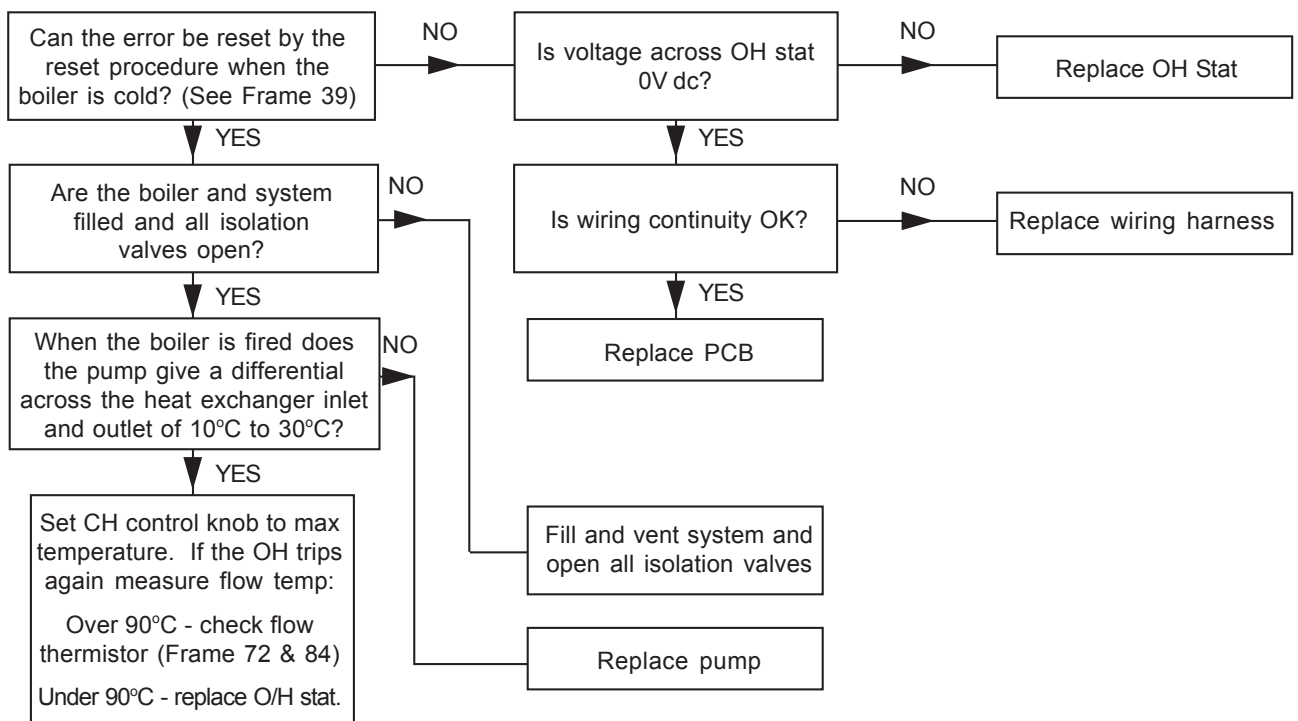 Can the error be reset by the
reset procedure when the
boiler is cold? (See Frame 39)
NO
Is voltage across OH stat
0V dc?
NO
Replace OH Stat
YES
YES
Are the boiler and system
filled and all isolation
valves open?
NO
Is wiring continuity OK?
NO
Replace wiring harness
YES
YES
When the boiler is fired does
the pump give a differential
across the heat exchanger inlet
and outlet of 10°C to 30°C?
NO
Replace PCB
YES
Set CH control knob to max
temperature. If the OH trips
again measure flow temp:
Over 90°C - check flow
thermistor (Frame 72 & 84)
Under 90°C - replace O/H stat.
Fill and vent system and
open all isolation valves
Replace pump